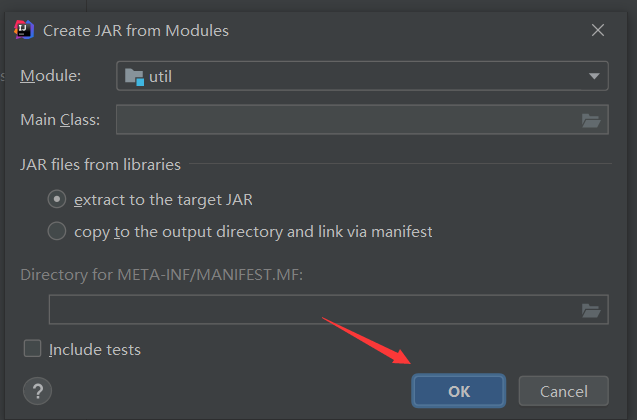 Create JAR from Modules
Module:
util
Main Class:
JAR files from libraries
extract to the target JAR
copy to the output directory and link via manifest
Directory for META-INF/MANIFEST.MF:
Include tests
?
OK
Cancel